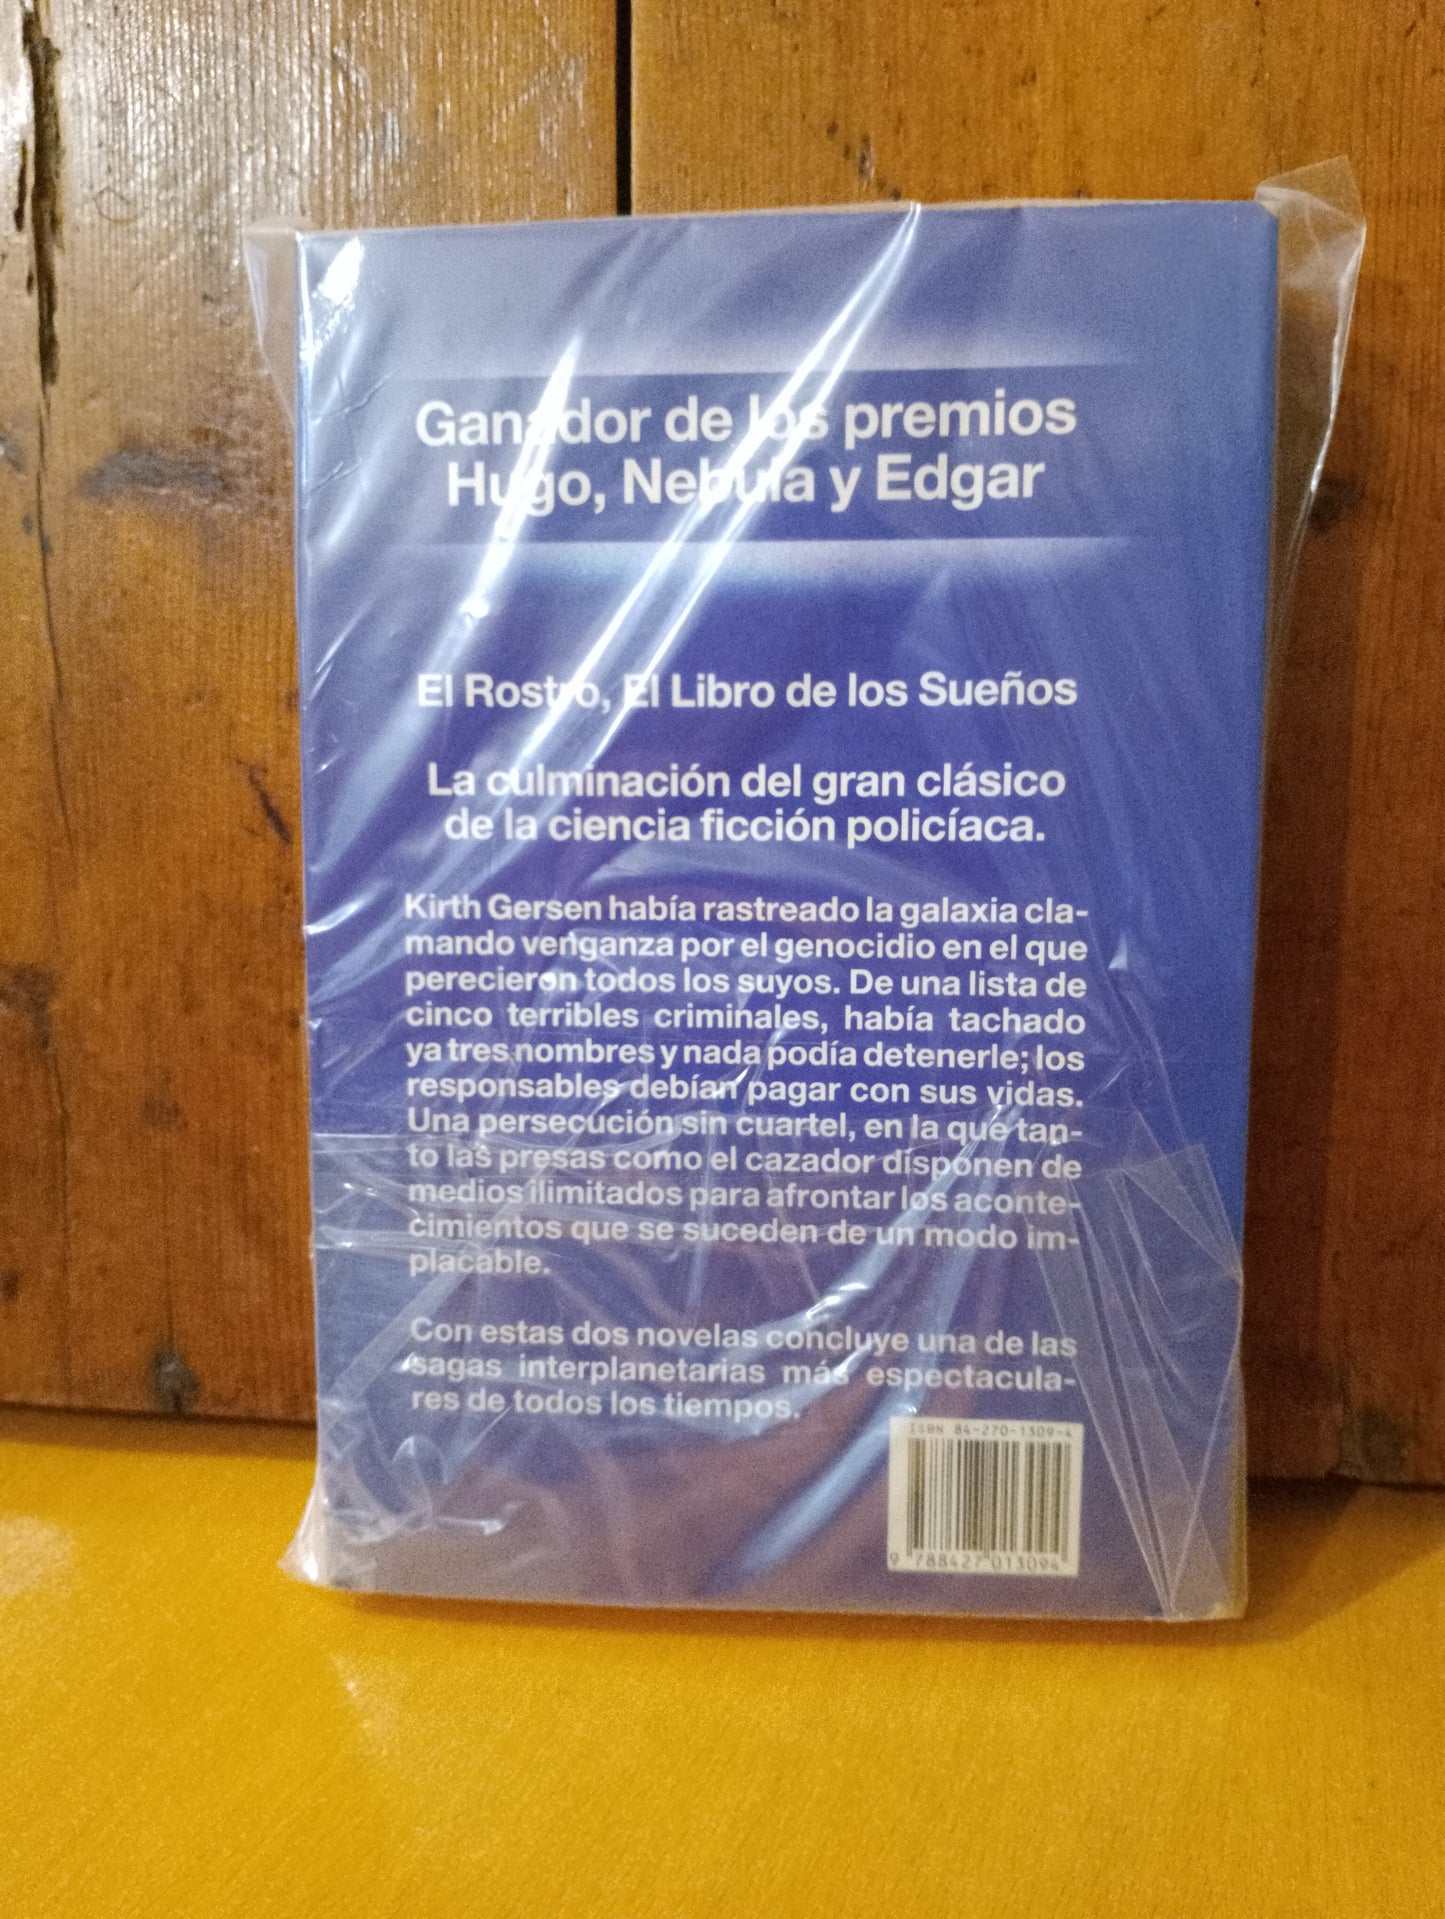 Ganador de los premios
Hugo, Nebula y Edgar
El Rostro, El Libro de los Sueños
La culminación del gran clásico
de la ciencia ficción policíaca.
Kirth Gersen había rastreado la galaxia cla-
mando venganza por el genocidio en el que
perecieron todos los suyos. De una lista de
cinco terribles criminales, había tachado
ya tres nombres y nada podía detenerle; los
responsables debían pagar con sus vidas.
Una persecución sin cuartel, en la que tan-
to las presas como el cazador disponen de
medios ilimitados para afrontar los aconte-
cimientos que se suceden de un modo im-
placable.
Con estas dos novelas concluye una de las
sagas interplanetarias más espectacula-
res de todos los tiempos.
ISBN 84-270-1309-4
9 788427 013094